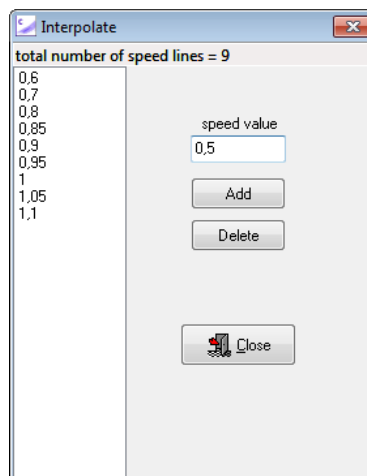 Interpolate
total number of speed lines = 9
0,6
0,7
0,8
0,85
0,9
0,95
1
1,05
1,1
speed value
0,5
Add
Delete
Close